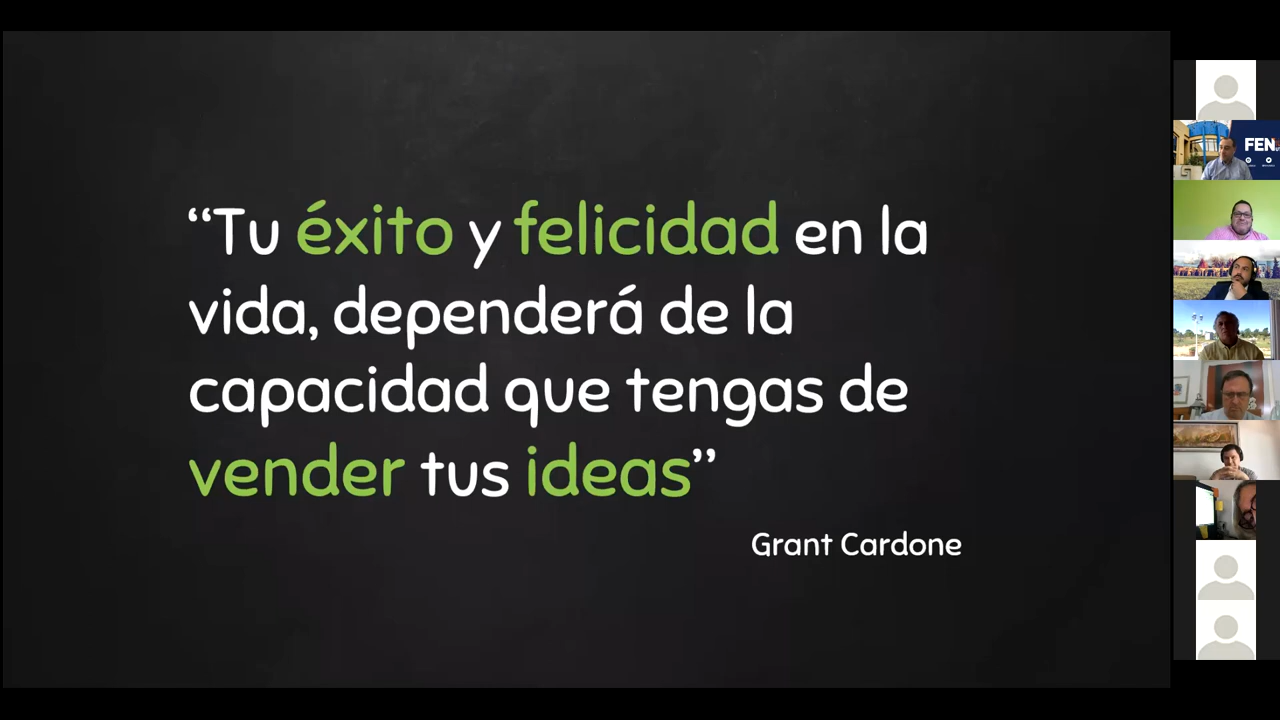 “Tu éxito y felicidad en la
vida, dependerá de la
capacidad que tengas de
vender tus ideas”
Grant Cardone
FEN